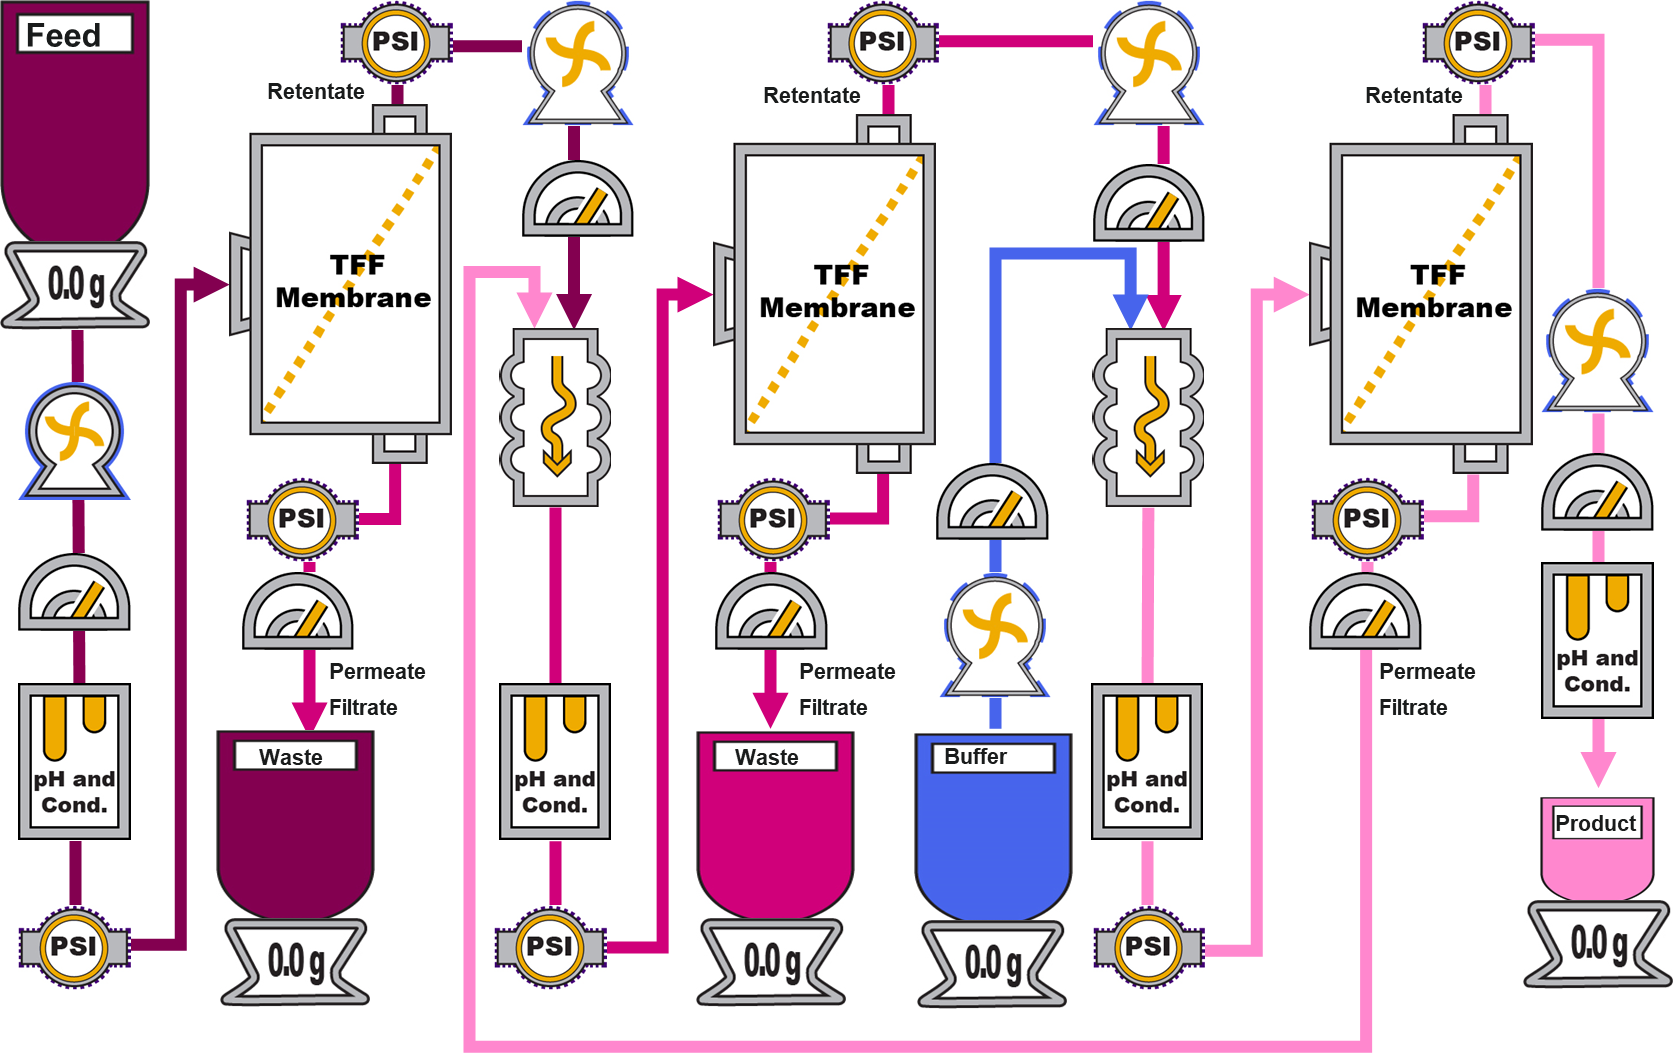 Feed
PSI
PSI
PSI
Retentate
Retentate
Retentate
0.0 g
TFF
Membrane
TFF
Membrane
TFF
Membrane
PSI
PSI
PSI
Permeate
Filtrate
Permeate
Filtrate
Permeate
Filtrate
pH and
Cond.
pH and
Cond.
pH and
Cond.
pH and
Cond.
Waste
Waste
Buffer
Product
PSI
0.0 g
PSI
0.0 g
0.0 g
PSI
0.0 g